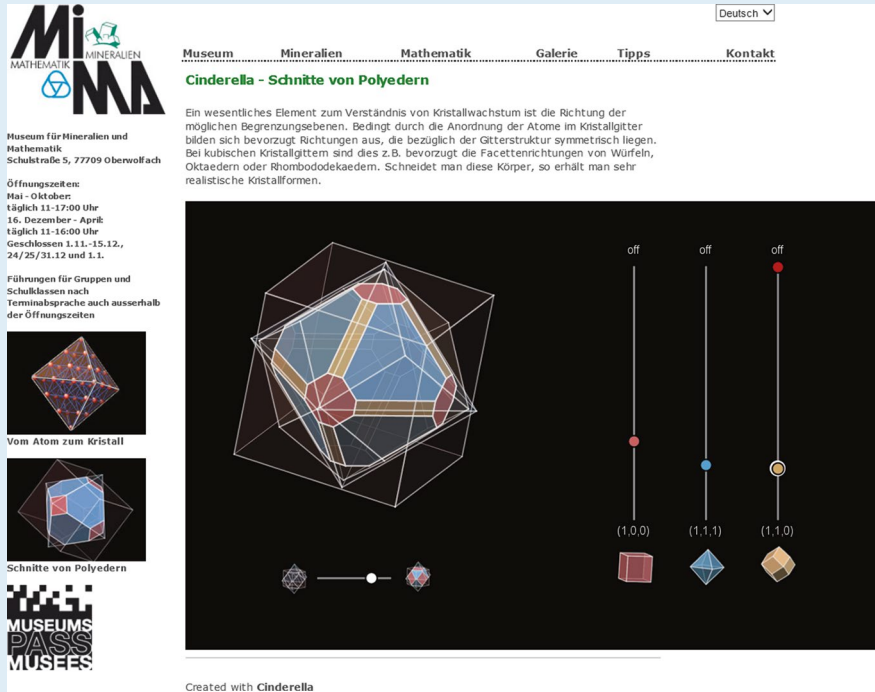 Deutsch
Mi
MINERALIEN
MATHEMATIK
MA
Museum Mineralien Mathematik Galerie Tipps Kontakt
Cinderella - Schnitte von Polyedern
Ein wesentliches Element zum Verständnis von Kristallwachstum ist die Richtung der
möglichen Begrenzungsebenen. Bedingt durch die Anordnung der Atome im Kristallgitter
bilden sich bevorzugt Richtungen aus, die bezüglich der Gitterstruktur symmetrisch liegen.
Bei kubischen Kristallgittern sind dies z.B. bevorzugt die Facettenrichtungen von Würfeln,
Oktaedern oder Rhombododekaedern. Schneidet man diese Körper, so erhält man sehr
realistische Kristallformen.
Museum für Mineralien und
Mathematik
Schulstraße 5, 77709 Oberwolfach
Öffnungszeiten:
Mai - Oktober:
täglich 11-17:00 Uhr
16. Dezember - April:
täglich 11-16:00 Uhr
Geschlossen 1.11.-15.12.,
24/25/31.12 und 1.1.
Führungen für Gruppen und
Schulklassen nach
Terminabsprache auch ausserhalb
der Öffnungszeiten
Vom Atom zum Kristall
Schnitte von Polyedern
MUSEUMS
PASS
MUSEES
off off off
(1,0,0) (1,1,1) (1,1,0)
Created with Cinderella